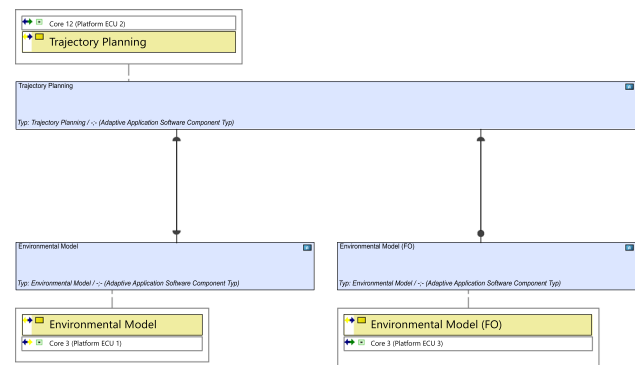 Core 12 (Platform ECU 2)
Trajectory Planning
Trajectory Planning
Typ: Trajectory Planning / -;- (Adaptive Application Software Component Typ)
Environmental Model
Typ: Environmental Model / -;- (Adaptive Application Software Component Typ)
Environmental Model (FO)
Typ: Environmental Model / -;- (Adaptive Application Software Component Typ)
Environmental Model
Core 3 (Platform ECU 1)
Environmental Model (FO)
Core 3 (Platform ECU 3)